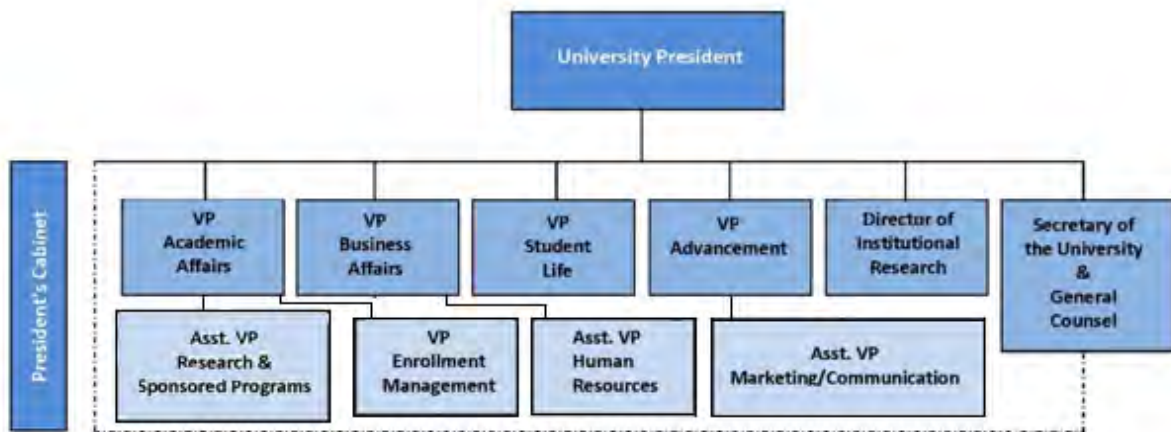 University President
President's Cabinet
VP
Academic
Affairs
VP
Business
Affairs
VP
Student
Life
VP
Advancement
Director of
Institutional
Research
Secretary of
the University
&
General
Counsel
Asst. VP
Research &
Sponsored Programs
VP
Enrollment
Management
Asst. VP
Human
Resources
Asst. VP
Marketing/Communication